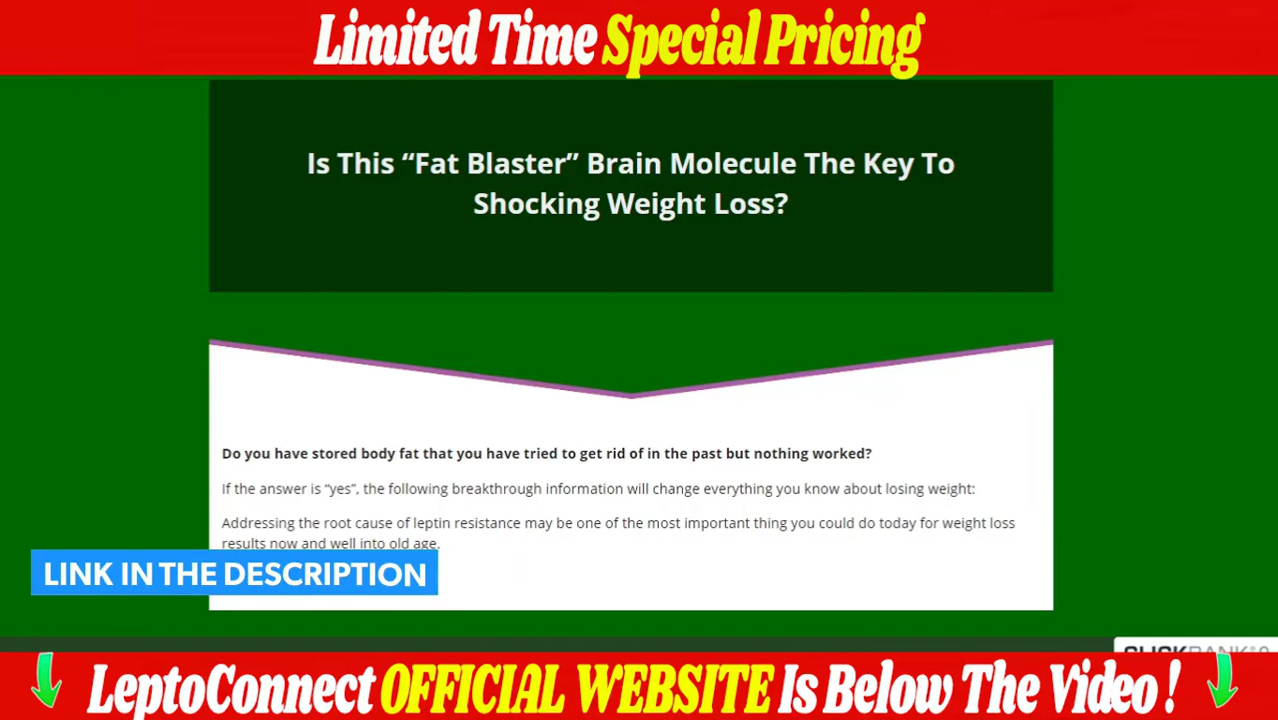 Limited Time Special Pricing
Is This “Fat Blaster” Brain Molecule The Key To
Shocking Weight Loss?
Do you have stored body fat that you have tried to get rid of in the past but nothing worked?
If the answer is “yes”, the following breakthrough information will change everything you know about losing weight:
Addressing the root cause of leptin resistance may be one of the most important thing you could do today for weight loss
results now and well into old age.
LINK IN THE DESCRIPTION
CLICKBANK®
LeptoConnect OFFICIAL WEBSITE Is Below The Video !